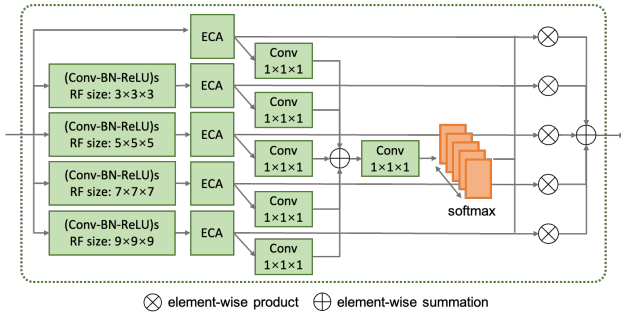 ECA
Conv
1×1×1
(Conv-BN-ReLU)s
RF size: 3×3×3
ECA
Conv
1×1×1
(Conv-BN-ReLU)s
RF size: 5×5×5
ECA
Conv
1×1×1
Conv
1×1×1
(Conv-BN-ReLU)s
RF size: 7×7×7
ECA
Conv
1×1×1
softmax
(Conv-BN-ReLU)s
RF size: 9×9×9
ECA
Conv
1×1×1
element-wise product
element-wise summation